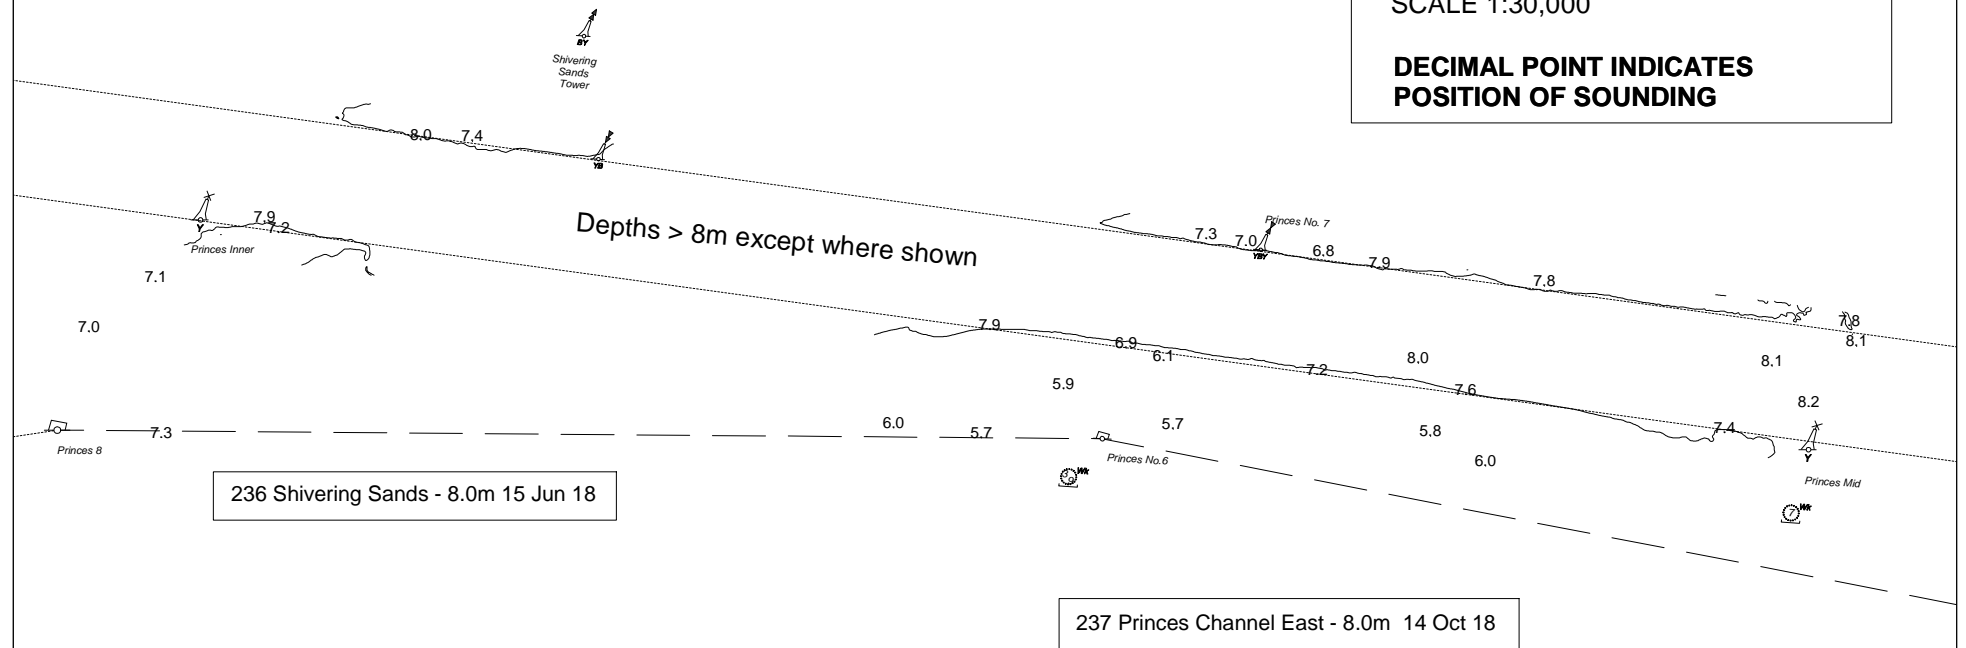 SCALE 1:30,000
DECIMAL POINT INDICATES
POSITION OF SOUNDING
BY
Shivering
Sands
Tower
8.0
7.4
YB
Y
7.9
7.2
Princes Inner
Depths > 8m except where shown
Princes No. 7
7.3
7.0
YBY
6.8
7.9
7.8
7.8
8.1
7.1
7.0
7.9
6.9
6.1
7.2
8.0
7.6
8.1
5.9
8.2
Princes 8
7.3
6.0
5.7
5.7
5.8
7.4
Y
Princes No.6
6.0
Wk
Princes Mid
7
Wk
236 Shivering Sands - 8.0m 15 Jun 18
237 Princes Channel East - 8.0m 14 Oct 18